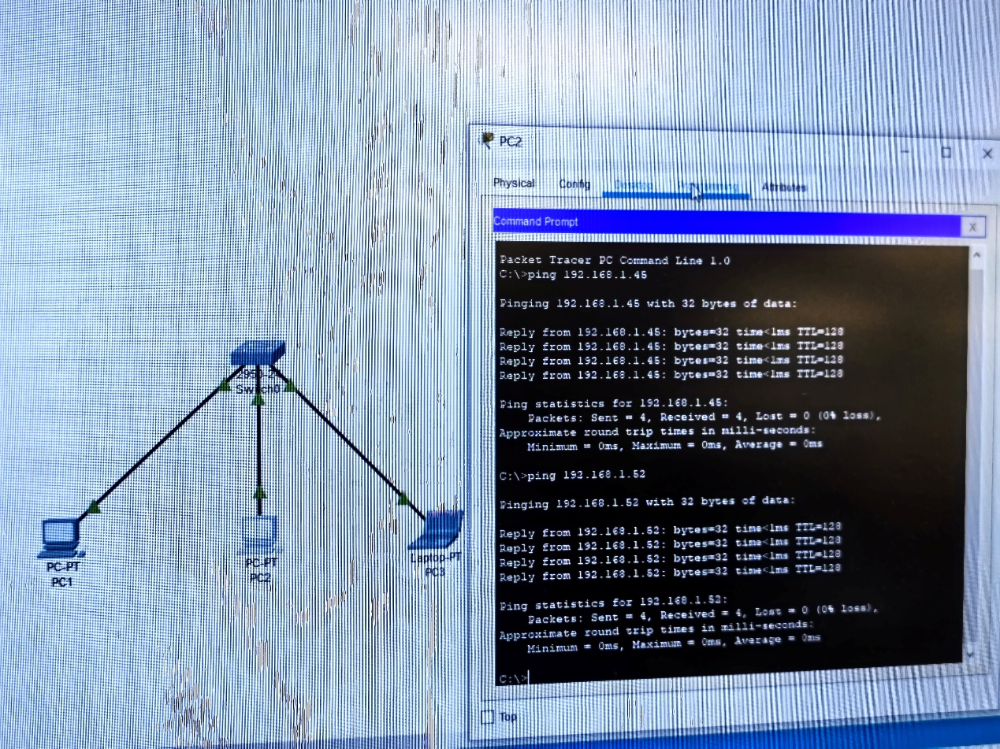 PC2
Physical Config Desktop Programming Attributes
Command Prompt
X
Packet Tracer PC Command Line 1.0
C:\>ping 192.168.1.45
Pinging 192.168.1.45 with 32 bytes of data:
Reply from 192.168.1.45: bytes=32 time<1ms TTL=128
Reply from 192.168.1.45: bytes=32 time<1ms TTL=128
Reply from 192.168.1.45: bytes=32 time<1ms TTL=128
Reply from 192.168.1.45: bytes=32 time<1ms TTL=128
Ping statistics for 192.168.1.45:
Packets: Sent = 4, Received = 4, Lost = 0 (0% loss),
Approximate round trip times in milli-seconds:
Minimum = 0ms, Maximum = 0ms, Average = 0ms
C:\>ping 192.168.1.52
Pinging 192.168.1.52 with 32 bytes of data:
Reply from 192.168.1.52: bytes=32 time<1ms TTL=128
Reply from 192.168.1.52: bytes=32 time<1ms TTL=128
Reply from 192.168.1.52: bytes=32 time<1ms TTL=128
Reply from 192.168.1.52: bytes=32 time<1ms TTL=128
Ping statistics for 192.168.1.52:
Packets: Sent = 4, Received = 4, Lost = 0 (0% loss),
Approximate round trip times in milli-seconds:
Minimum = 0ms, Maximum = 0ms, Average = 0ms
C:\>
Top
Switch0
PC-PT
PC1
PC-PT
PC2
Laptop-PT
PC3